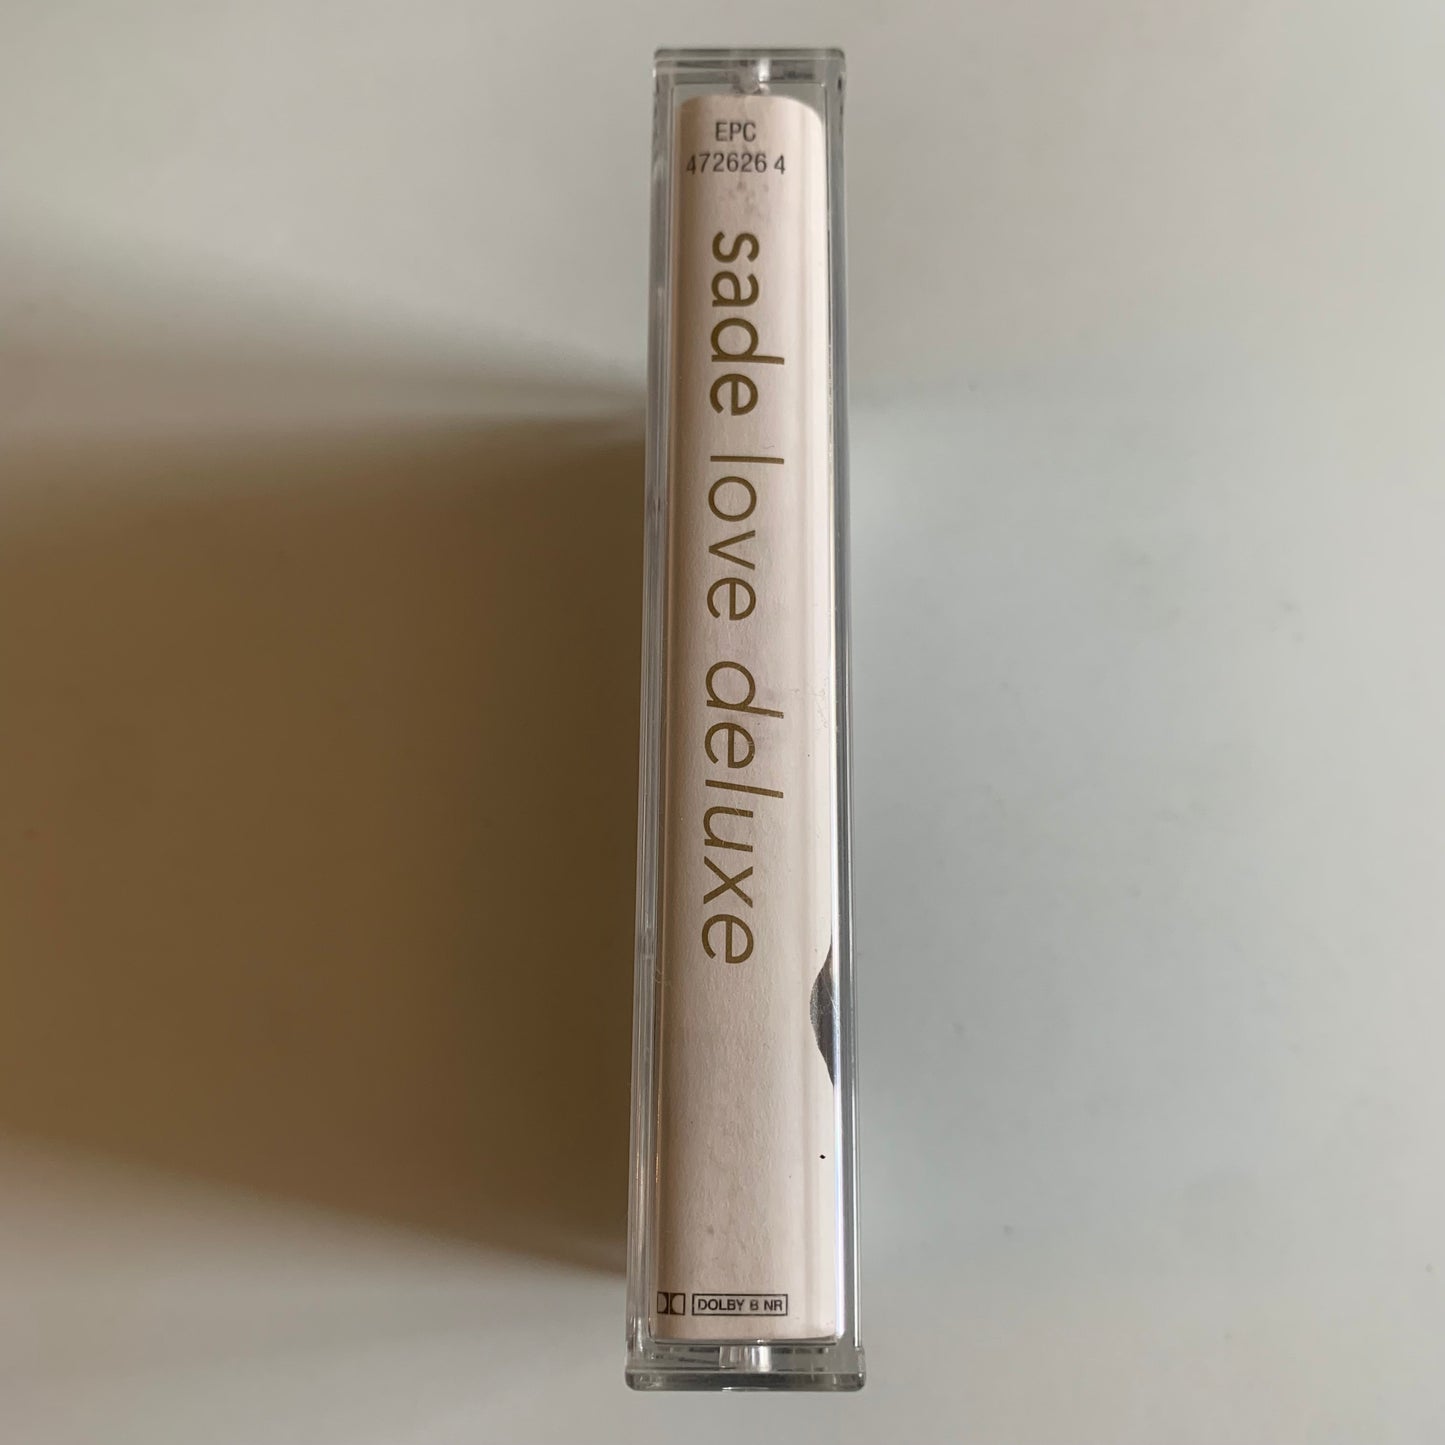 EPC
472626 4
sade love deluxe
DOLBY B NR